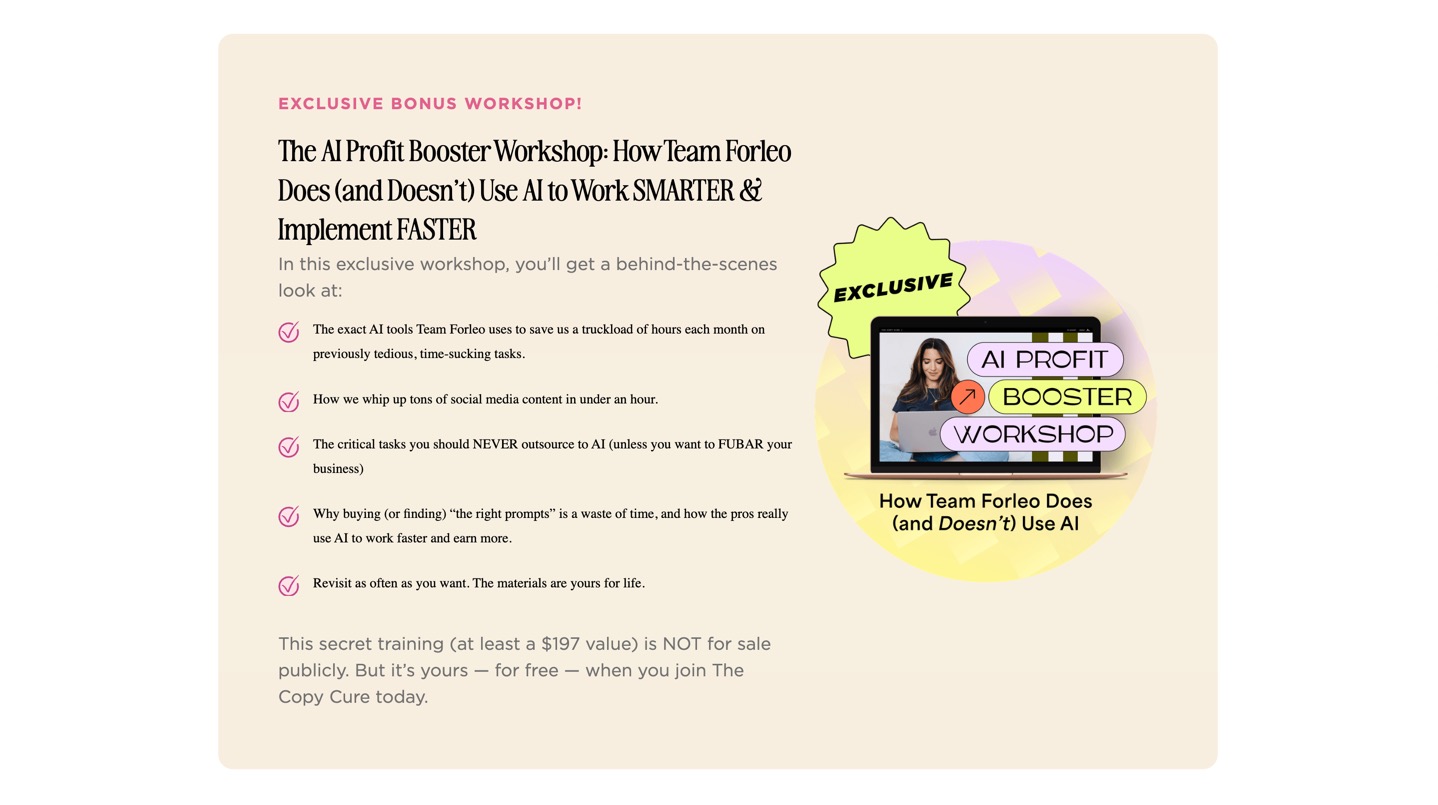 EXCLUSIVE BONUS WORKSHOP!
The AI Profit Booster Workshop: How Team Forleo
Does (and Doesn’t) Use AI to Work SMARTER &
Implement FASTER
In this exclusive workshop, you’ll get a behind-the-scenes
look at:
The exact AI tools Team Forleo uses to save us a truckload of hours each month on
previously tedious, time-sucking tasks.
How we whip up tons of social media content in under an hour.
The critical tasks you should NEVER outsource to AI (unless you want to FUBAR your
business)
Why buying (or finding) “the right prompts” is a waste of time, and how the pros really
use AI to work faster and earn more.
Revisit as often as you want. The materials are yours for life.
This secret training (at least a $197 value) is NOT for sale
publicly. But it’s yours — for free — when you join The
Copy Cure today.
EXCLUSIVE
AI PROFIT
BOOSTER
WORKSHOP
How Team Forleo Does
(and Doesn’t) Use AI